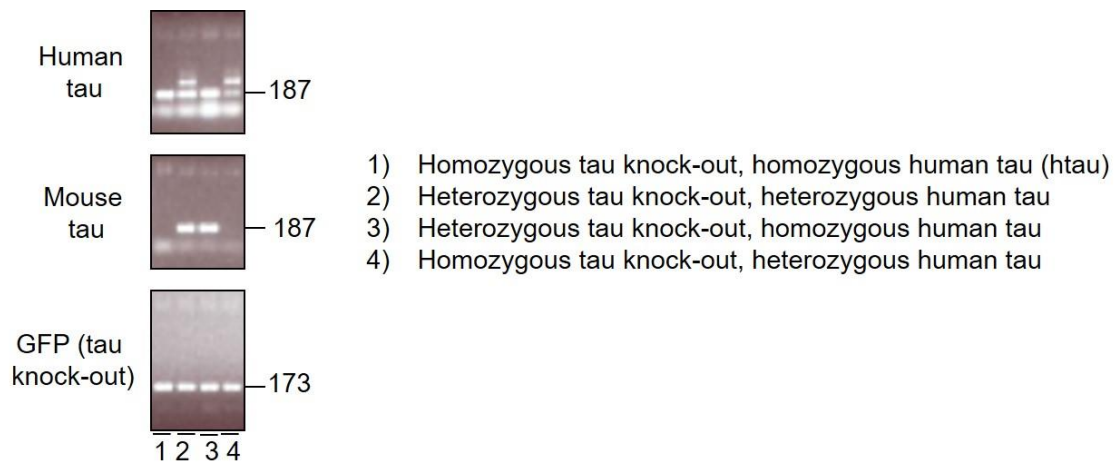 Human
tau
187
Mouse
tau
187
GFP (tau
knock-out)
173
1 2 3 4
1) Homozygous tau knock-out, homozygous human tau (htau)
2) Heterozygous tau knock-out, heterozygous human tau
3) Heterozygous tau knock-out, homozygous human tau
4) Homozygous tau knock-out, heterozygous human tau